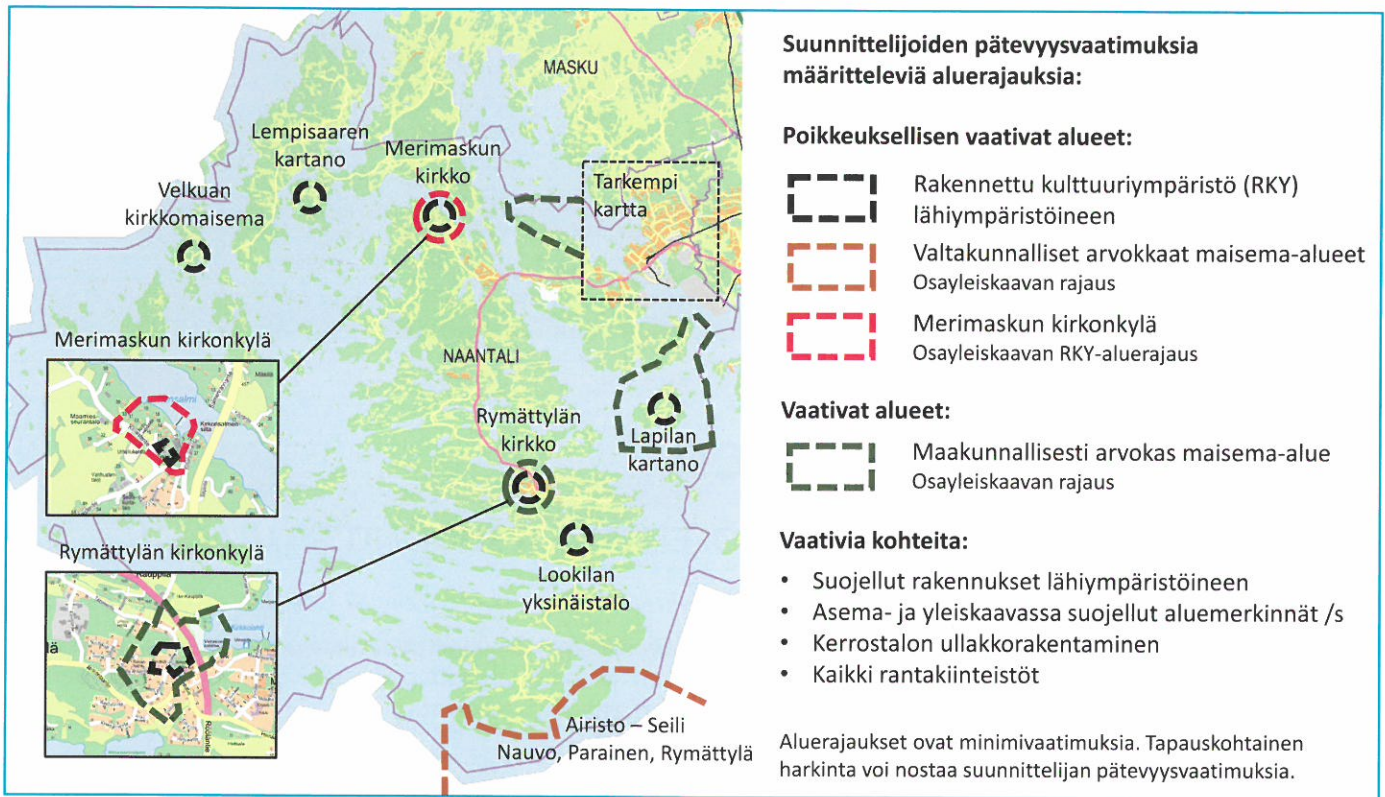 MASKU
Lempisaaren
kartano
Merimaskun
kirkko
Velkuan
kirkkomaisema
Tarkempi
kartta
Merimaskun kirkonkylä
NAANTALI
Rymättylän
kirkko
Lapilan
kartano
Rymättylän kirkonkylä
Lookilan
yksinäistalo
Airisto – Seili
Nauvo, Parainen, Rymättylä
Suunnittelijoiden pätevyysvaatimuksia
määritteleviä aluerajauksia:
Poikkeuksellisen vaativat alueet:
Rakennettu kulttuuriympäristö (RKY)
lähiympäristöineen
Valtakunnalliset arvokkaat maisema-alueet
Osayleiskaavan rajaus
Merimaskun kirkonkylä
Osayleiskaavan RKY-aluerajaus
Vaativat alueet:
Maakunnallisesti arvokas maisema-alue
Osayleiskaavan rajaus
Vaativia kohteita:
• Suojellut rakennukset lähiympäristöineen
• Asema- ja yleiskaavassa suojellut aluemerkinnät /s
• Kerrostalon ullakkorakentaminen
• Kaikki rantakiinteistöt
Aluerajaukset ovat minimivaatimuksia. Tapauskohtainen
harkinta voi nostaa suunnittelijan pätevyysvaatimuksia.